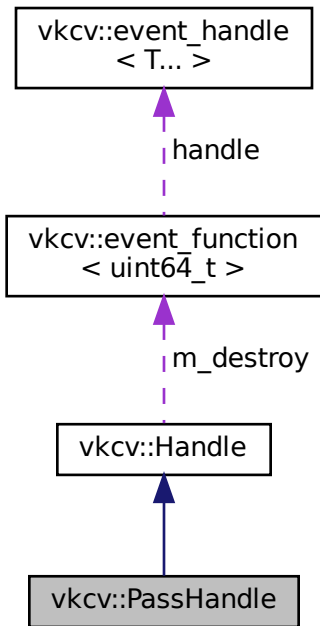 vkcv::event_handle
< T... >
handle
vkcv::event_function
< uint64_t >
m_destroy
vkcv::Handle
vkcv::PassHandle